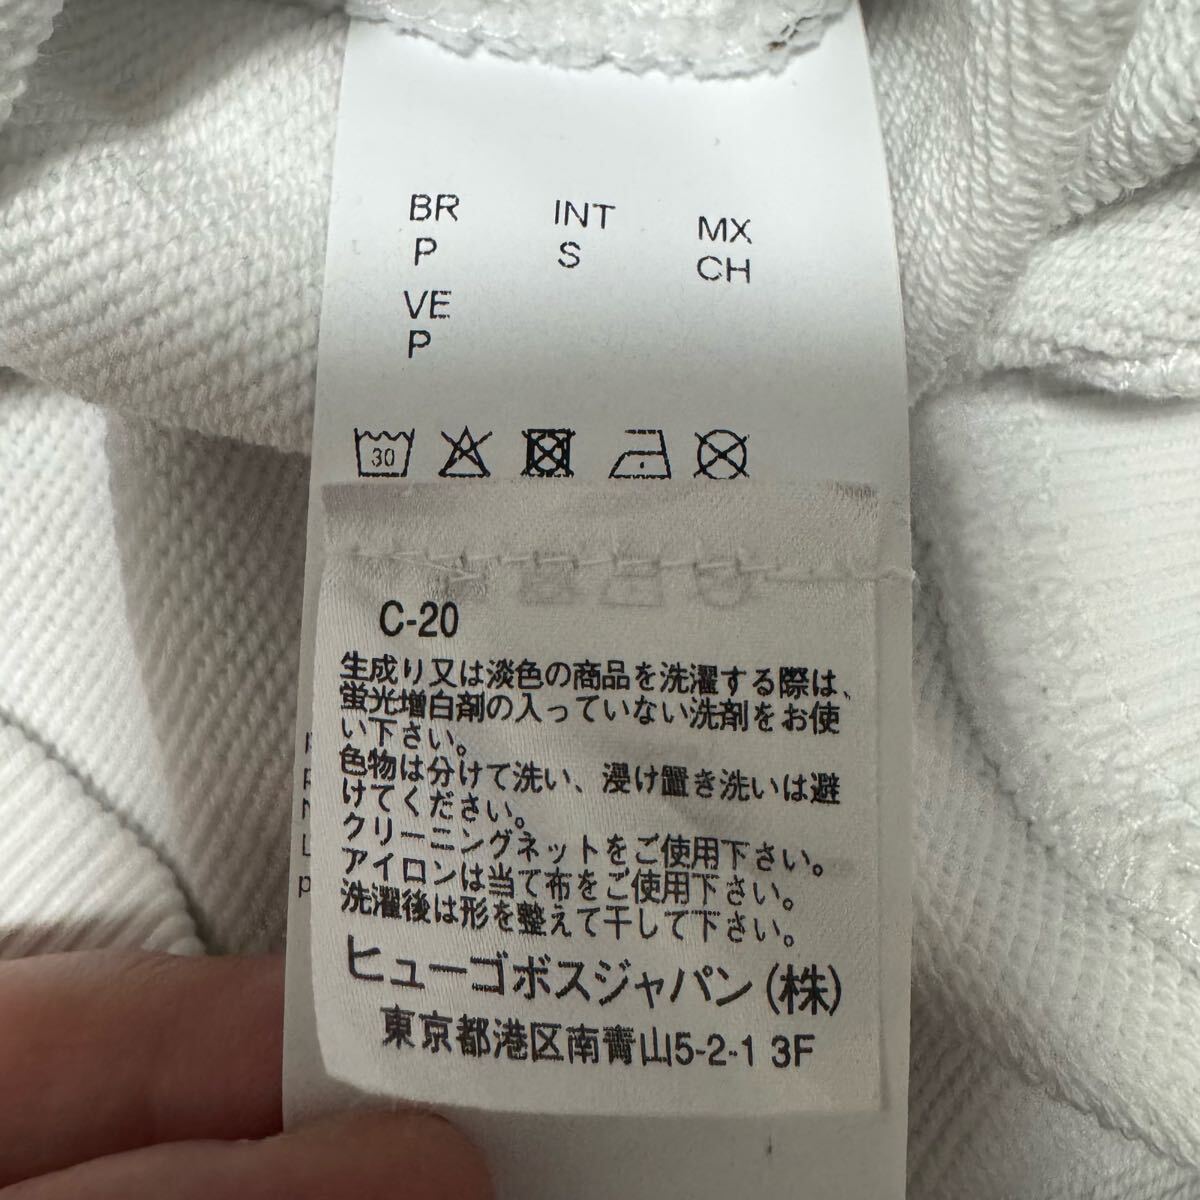 BR INT MX
P S CH
VE
P
30
C-20
生成り又は淡色の商品を洗濯する際は、
蛍光増白剤の入っていない洗剤をお使
い下さい。
色物は分けて洗い、浸け置き洗いは避
けてください。
クリーニングネットをご使用下さい。
アイロンは当て布をご使用下さい。
洗濯後は形を整えて干して下さい。
ヒューゴボスジャパン(株)
東京都港区南青山5-2-1 3F